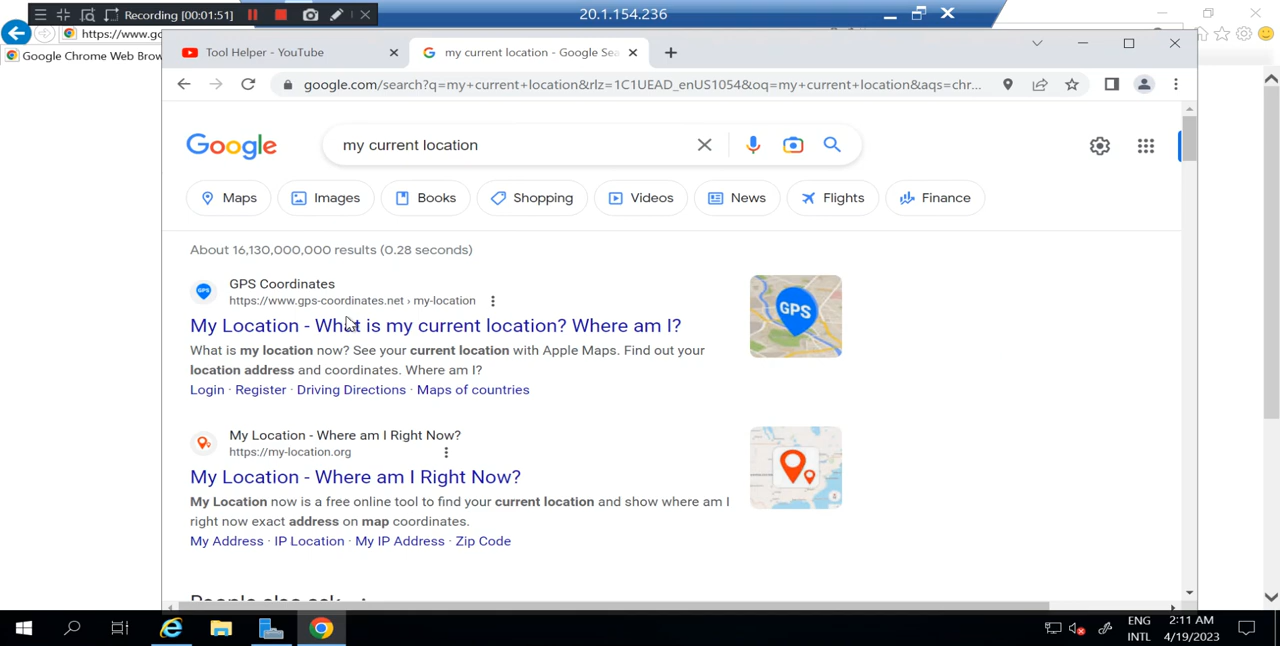 Recording [00:01:51]
20.1.154.236
https://www.go
Google Chrome Web Brow
Tool Helper - YouTube
my current location - Google Sea
google.com/search?q=my+current+location&rlz=1C1UEAD_enUS1054&oq=my+current+location&aqs=chr...
Google
my current location
Maps
Images
Books
Shopping
Videos
News
Flights
Finance
About 16,130,000,000 results (0.28 seconds)
GPS Coordinates
https://www.gps-coordinates.net › my-location
My Location - What is my current location? Where am I?
What is my location now? See your current location with Apple Maps. Find out your
location address and coordinates. Where am I?
Login · Register · Driving Directions · Maps of countries
GPS
GPS
My Location - Where am I Right Now?
https://my-location.org
My Location - Where am I Right Now?
My Location now is a free online tool to find your current location and show where am I
right now exact address on map coordinates.
My Address · IP Location · My IP Address · Zip Code
People also ask
ENG
INTL
2:11 AM
4/19/2023